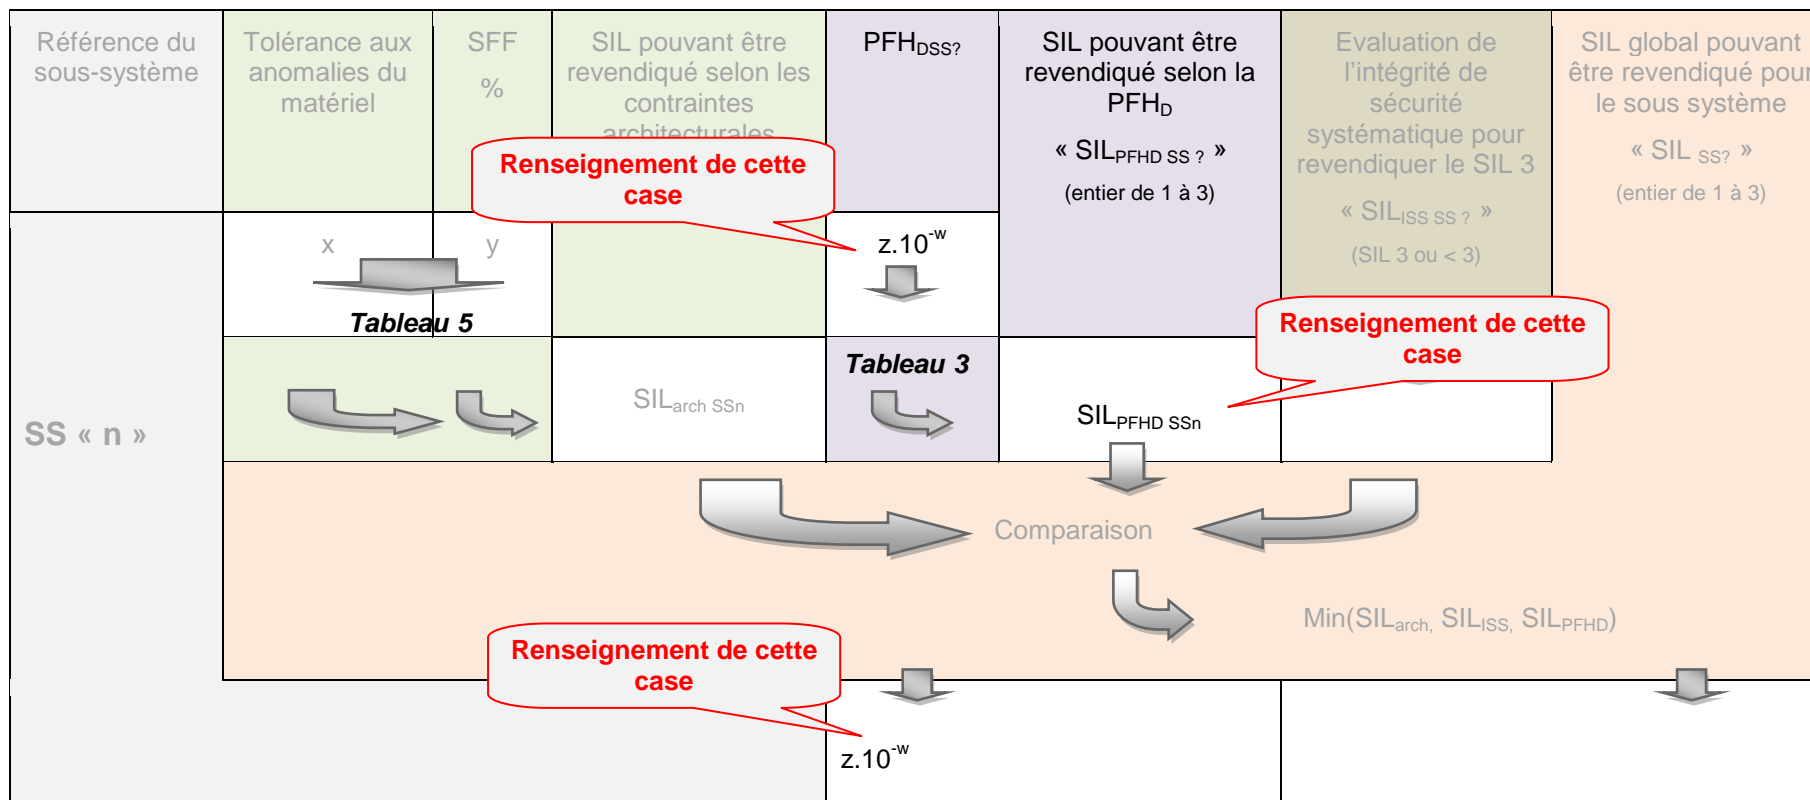 Référence du
sous-système
Tolérance aux
anomalies du
matériel
SFF
%
SIL pouvant être
revendiqué selon les
contraintes
architecturales
PFHDSS?
SIL pouvant être
revendiqué selon la
PFHD
« SILPFHD SS ? »
(entier de 1 à 3)
Evaluation de
l'intégrité de
sécurité
systématique pour
revendiquer le SIL 3
« SILISS SS ? »
(SIL 3 ou < 3)
SIL global pouvant
être revendiqué pour
le sous système
« SIL SS? »
(entier de 1 à 3)
Renseignement de cette
case
x
y
z.10-w
Tableau 5
Renseignement de cette
case
SS « n »
SILarch SSn
Tableau 3
SILPFHD SSn
Comparaison
Min(SILarch, SILISS, SILPFHD)
Renseignement de cette
case
z.10-w